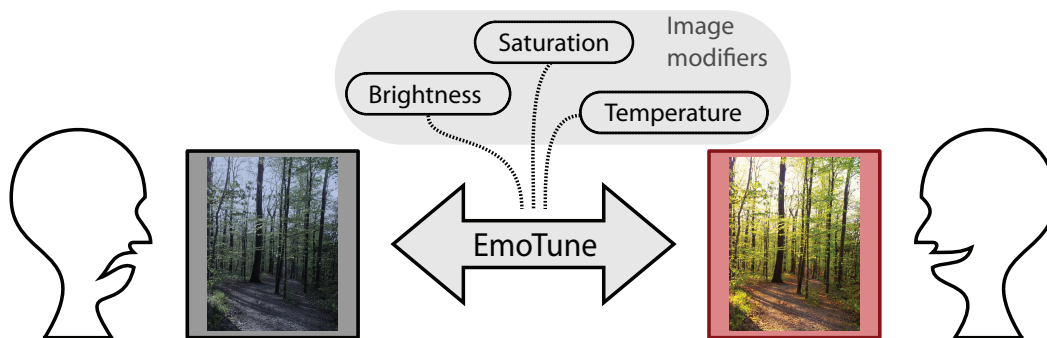 Saturation
Image
modifiers
Brightness
Temperature
EmoTune